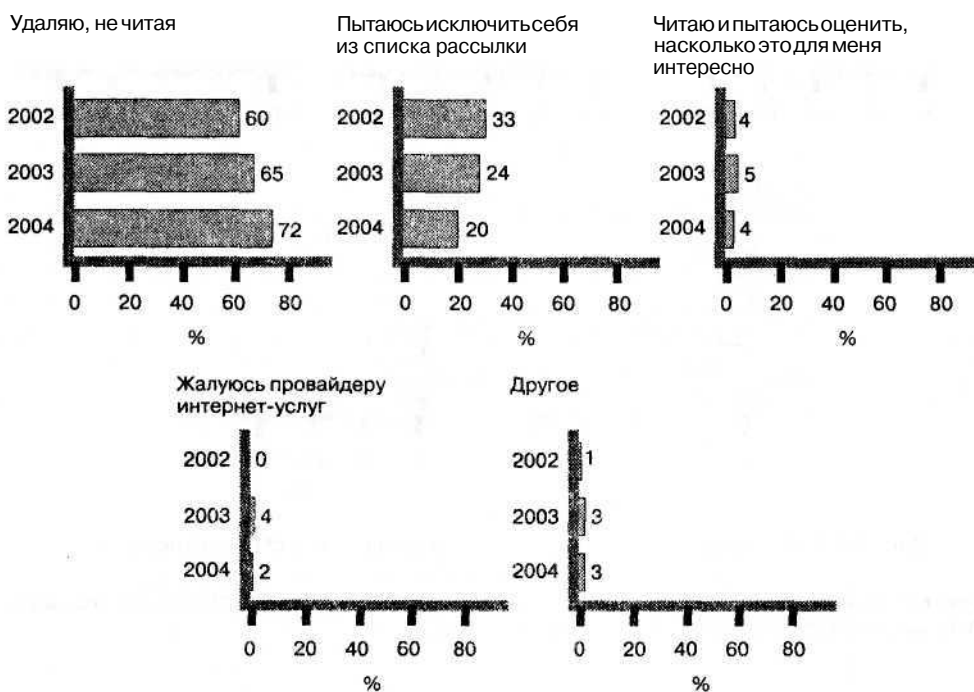 Удаляю, не читая
Пытаюсь исключить себя
из списка рассылки
Читаю и пытаюсь оценить,
насколько это для меня
интересно
2002 60
2003 65
2004 72
0 20 40 60 80
%
2002 33
2003 24
2004 20
0 20 40 60 80
%
2002 4
2003 5
2004 4
0 20 40 60 80
%
Жалуюсь провайдеру
интернет-услуг
2002 0
2003 4
2004 2
0 20 40 60 80
%
Другое
2002 1
2003 3
2004 3
0 20 40 60 80
%